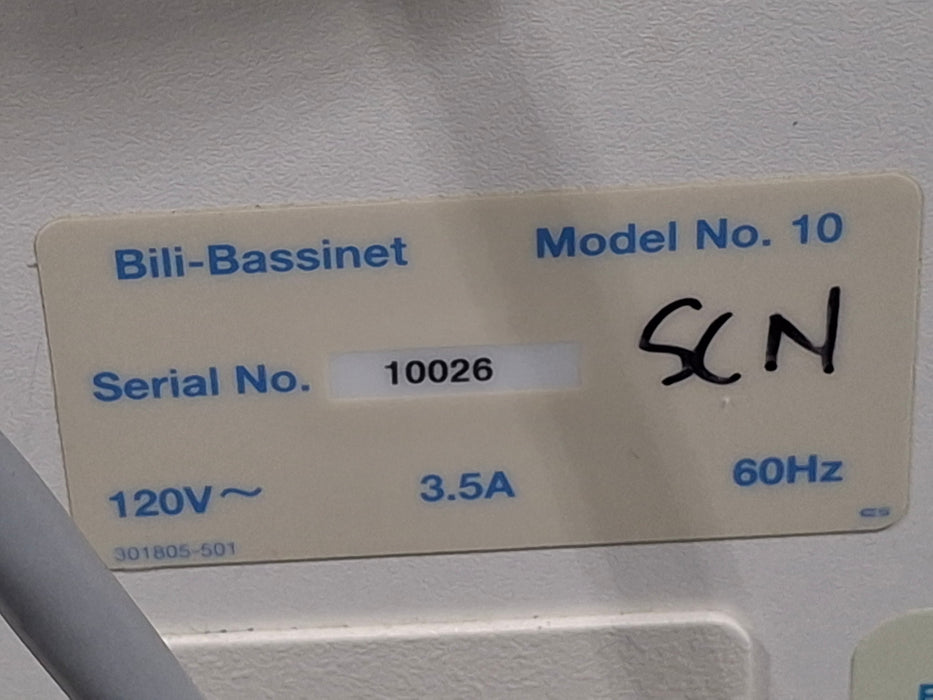 Bili-Bassinet Model No. 10
SCN
Serial No. 10026
120V~ 3.5A 60Hz
301805-501